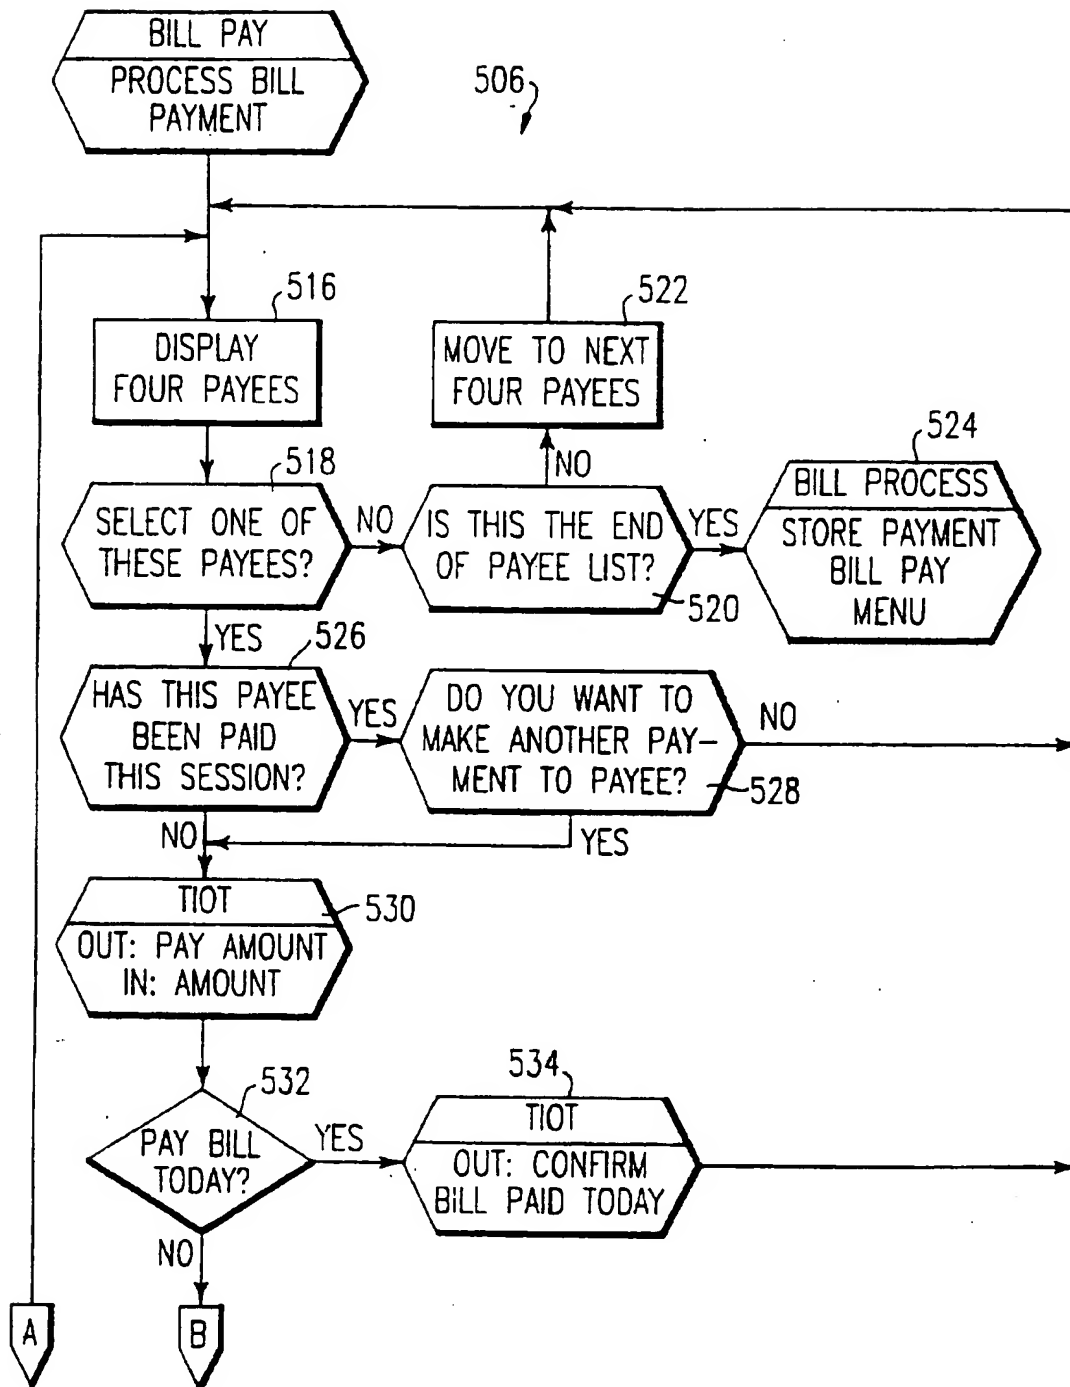 BILL PAY
PROCESS BILL
PAYMENT
506
516
DISPLAY
FOUR PAYEES
522
MOVE TO NEXT
FOUR PAYEES
518
SELECT ONE OF
THESE PAYEES?
NO
IS THIS THE END
OF PAYEE LIST?
520
NO
YES
524
BILL PROCESS
STORE PAYMENT
BILL PAY
MENU
YES
526
HAS THIS PAYEE
BEEN PAID
THIS SESSION?
YES
DO YOU WANT TO
MAKE ANOTHER PAY-
MENT TO PAYEE?
528
NO
NO
YES
TIOT
530
OUT: PAY AMOUNT
IN: AMOUNT
532
PAY BILL
TODAY?
YES
534
TIOT
OUT: CONFIRM
BILL PAID TODAY
NO
A
B